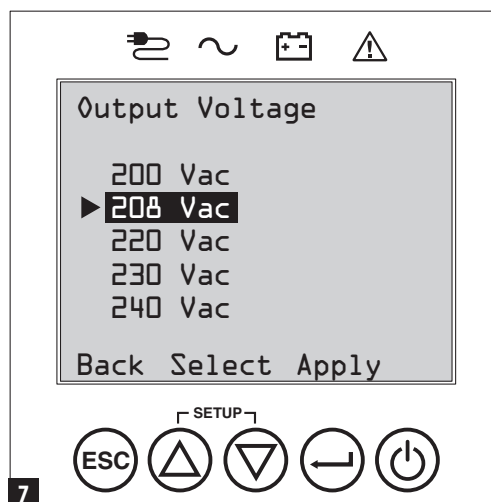 Output Voltage
200 Vac
208 Vac
220 Vac
230 Vac
240 Vac
Back Select Apply
SETUP
ESC
7